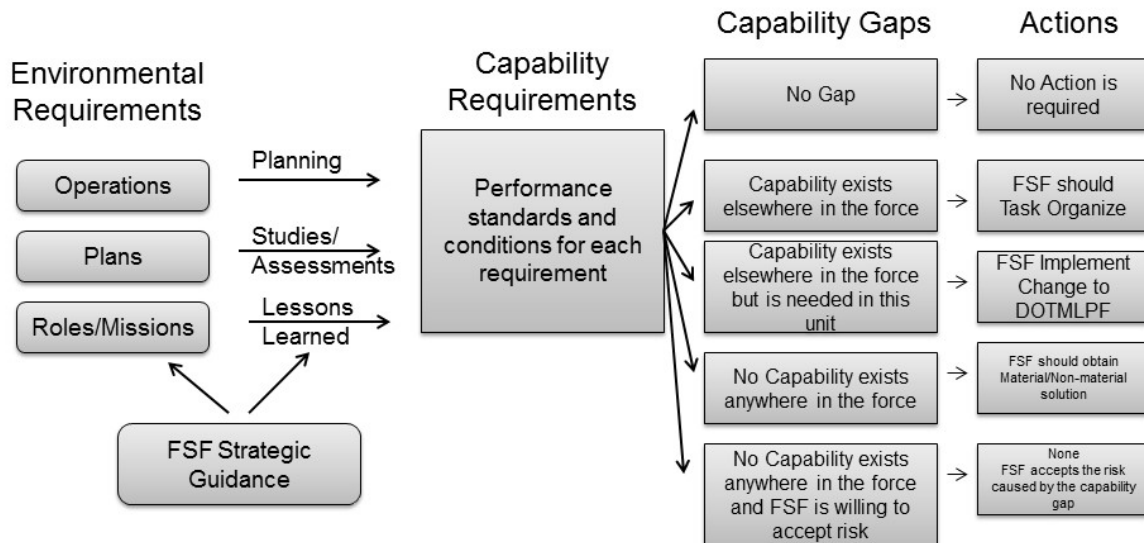 Environmental
Requirements
Operations
Plans
Roles/Missions
FSF Strategic
Guidance
Planning
Studies/
Assessments
Lessons
Learned
Capability
Requirements
Performance
standards and
conditions for each
requirement
Capability Gaps
No Gap
Capability exists
elsewhere in the force
Capability exists
elsewhere in the force
but is needed in this
unit
No Capability exists
anywhere in the force
No Capability exists
anywhere in the force
and FSF is willing to
accept risk
Actions
No Action is
required
FSF should
Task Organize
FSF Implement
Change to
DOTMLPF
FSF should obtain
Material/Non-material
solution
None
FSF accepts the risk
caused by the capability
gap